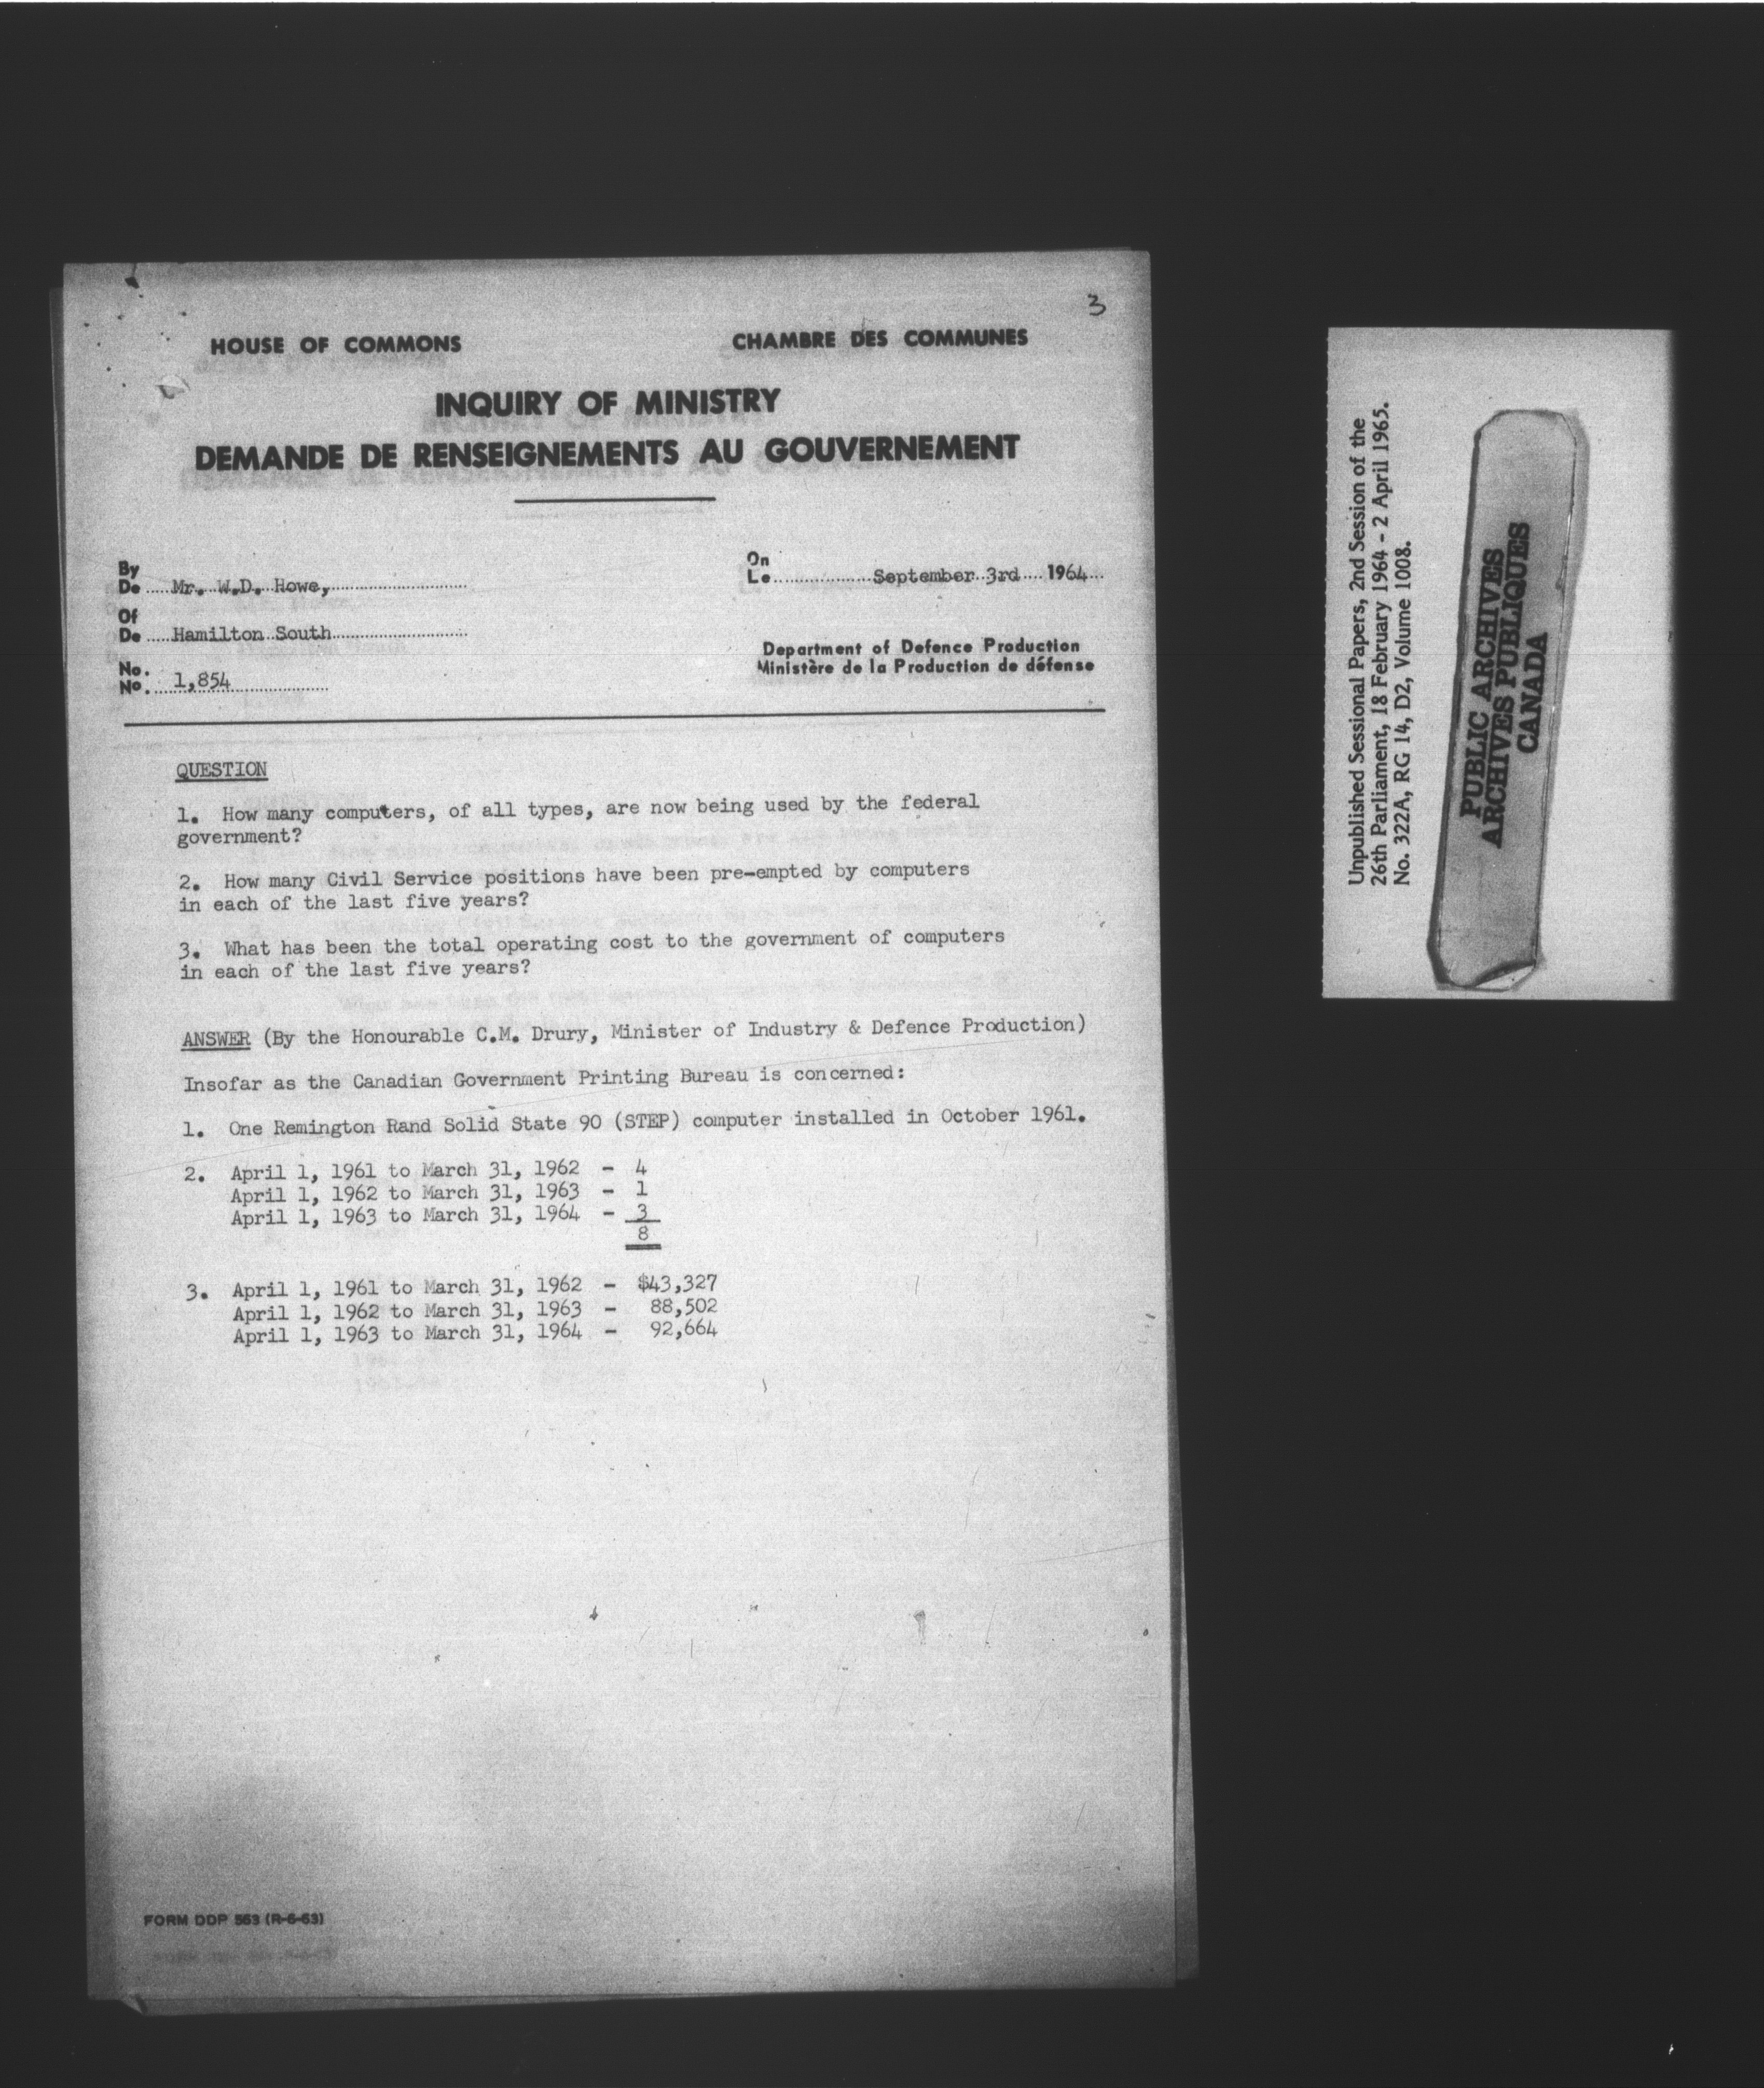 3
HOUSE OF COMMONS CHAMBRE DES COMMUNES
INQUIRY OF MINISTRY
DEMANDE DE RENSEIGNEMENTS AU GOUVERNEMENT
By
De Mr. W.D. Howe,
On
Le September 3rd 1964
Of
De Hamilton South
Department of Defence Production
Ministère de la Production de défense
No.
No. 1,854
QUESTION
1. How many computers, of all types, are now being used by the federal
government?
2. How many Civil Service positions have been pre-empted by computers
in each of the last five years?
3. What has been the total operating cost to the government of computers
in each of the last five years?
ANSWER (By the Honourable C.M. Drury, Minister of Industry & Defence Production)
Insofar as the Canadian Government Printing Bureau is concerned:
1. One Remington Rand Solid State 90 (STEP) computer installed in October 1961.
2. April 1, 1961 to March 31, 1962 - 4
April 1, 1962 to March 31, 1963 - 1
April 1, 1963 to March 31, 1964 - 3
8
3. April 1, 1961 to March 31, 1962 - $43,327
April 1, 1962 to March 31, 1963 - 88,502
April 1, 1963 to March 31, 1964 - 92,664
FORM DDP 563 (R-6-63)
Unpublished Sessional Papers, 2nd Session of the
26th Parliament, 18 February 1964 - 2 April 1965.
No. 322A, RG 14, D2, Volume 1008.
PUBLIC ARCHIVES
ARCHIVES PUBLIQUES
CANADA